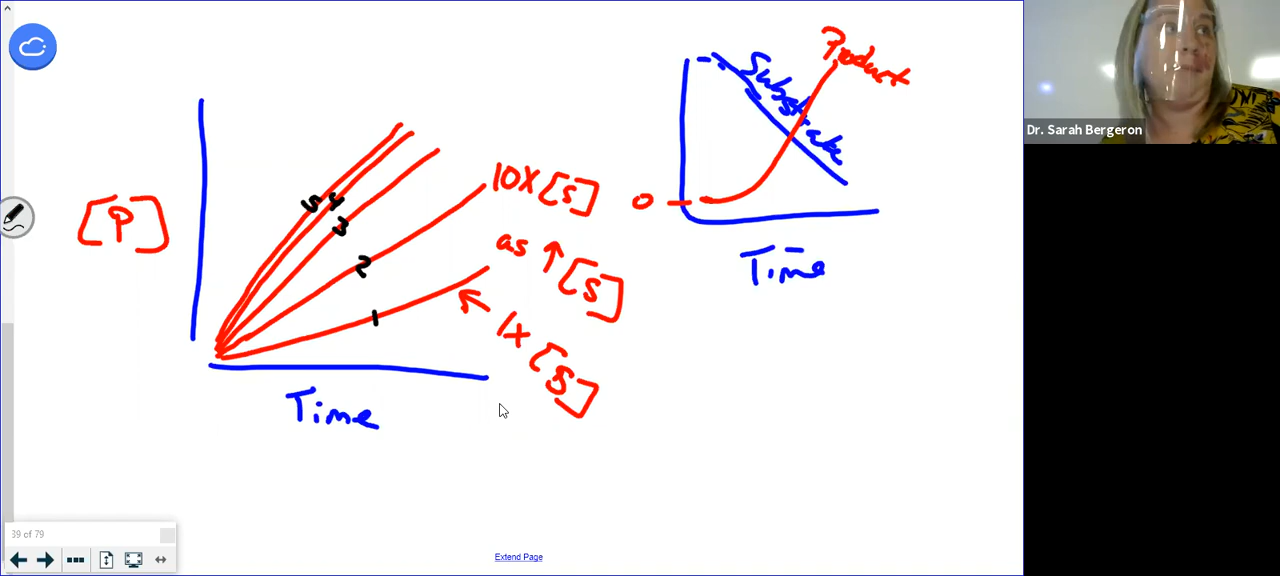 [P]
Time
1
2
3
4
5
10X [S]
as ↑ [S]
1X [S]
Substrate
Product
0
Time
Dr. Sarah Bergeron
39 of 79
Extend Page